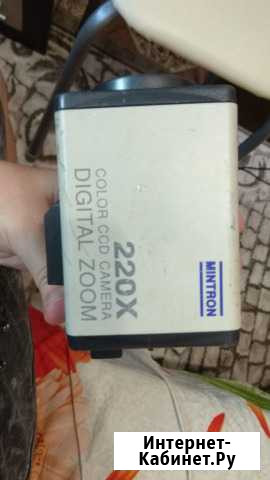 MINTRON
220X
COLOR CCD CAMERA
DIGITAL ZOOM
Интернет-
Кабинет.Ру